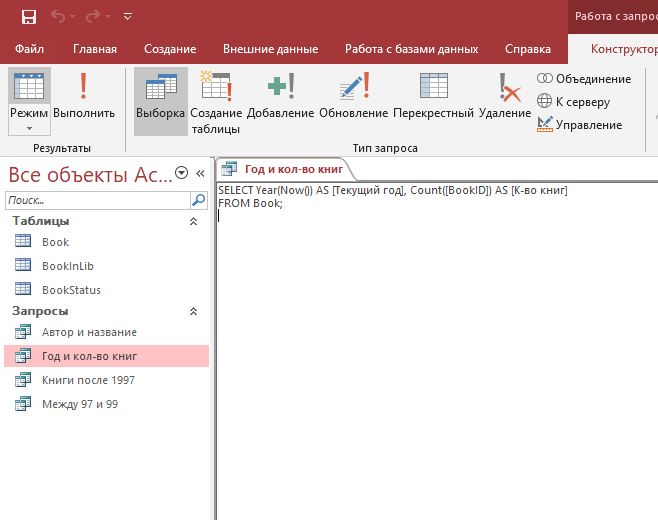 Работа с запросо
Файл Главная Создание Внешние данные Работа с базами данных Справка Конструктор
Режим Выполнить Выборка Создание таблицы Добавление Обновление Перекрестный Удаление
Объединение
К серверу
Управление
Результаты Тип запроса
Все объекты Ac...
Поиск...
Таблицы
Book
BookInLib
BookStatus
Запросы
Автор и название
Год и кол-во книг
Книги после 1997
Между 97 и 99
Год и кол-во книг
SELECT Year(Now()) AS [Текущий год], Count([BookID]) AS [К-во книг]
FROM Book;